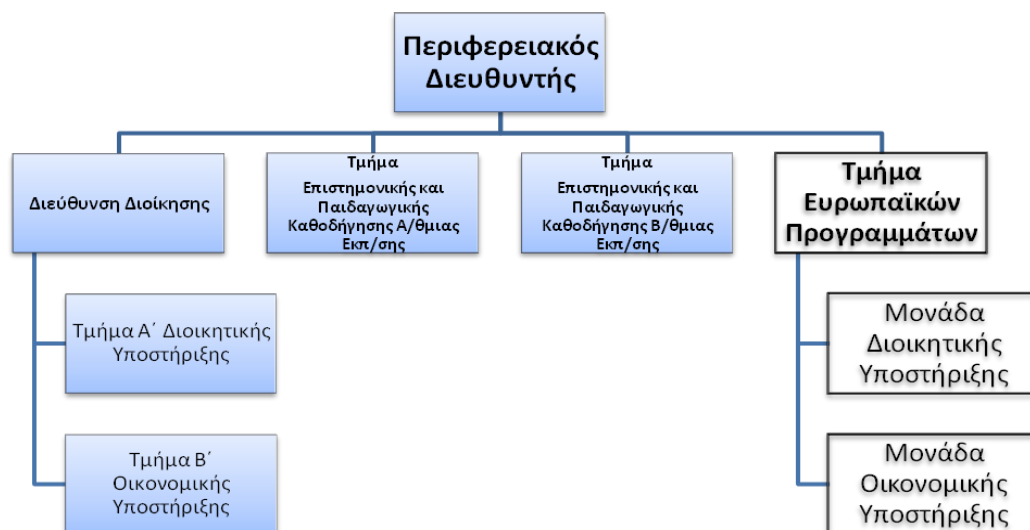 Περιφερειακός
Διευθυντής
Διεύθυνση Διοίκησης
Τμήμα
Επιστημονικής και
Παιδαγωγικής
Καθοδήγησης Α/θμιας
Εκπ/σης
Τμήμα
Επιστημονικής και
Παιδαγωγικής
Καθοδήγησης Β/θμιας
Εκπ/σης
Τμήμα
Ευρωπαϊκών
Προγραμμάτων
Τμήμα Α΄ Διοικητικής
Υποστήριξης
Τμήμα Β΄
Οικονομικής
Υποστήριξης
Μονάδα
Διοικητικής
Υποστήριξης
Μονάδα
Οικονομικής
Υποστήριξης